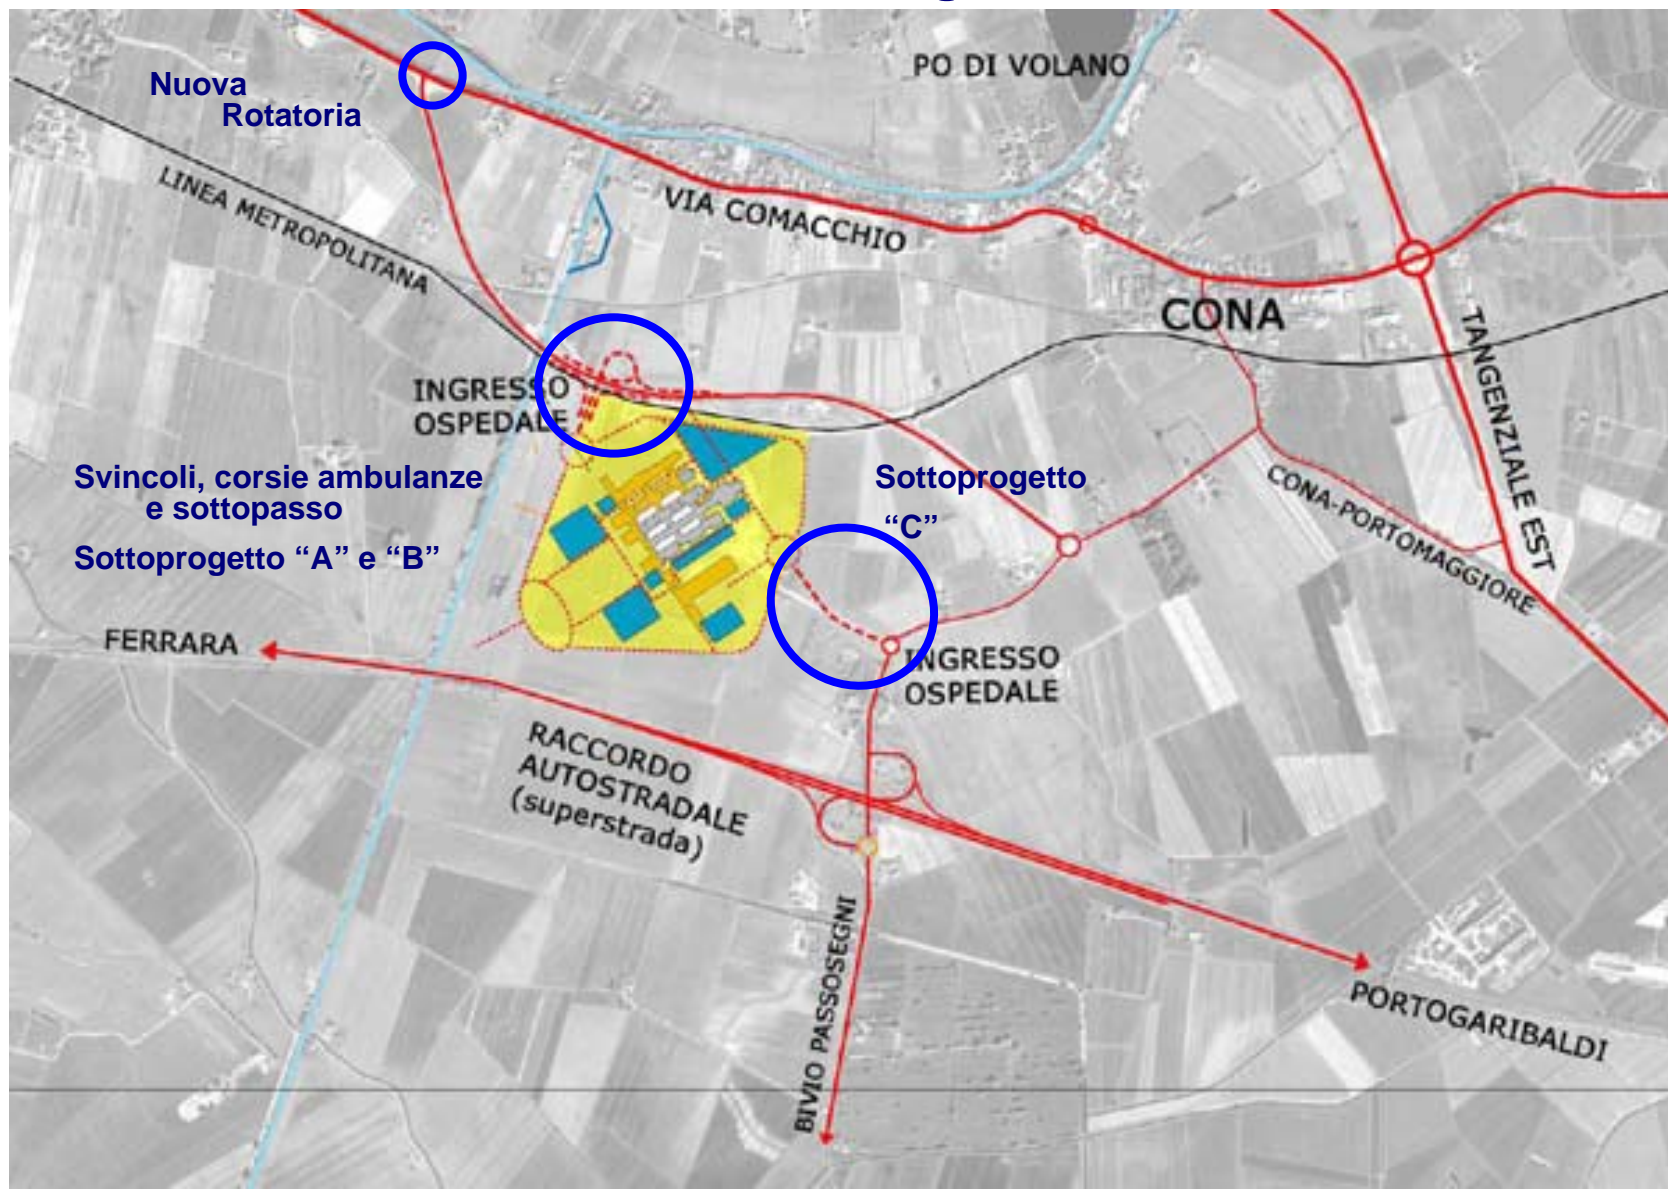 PO DI VOLANO
Nuova
Rotatoria
LINEA METROPOLITANA
VIA COMACCHIO
CONA
TANGENZIALE EST
INGRESSO
OSPEDALE
Svincoli, corsie ambulanze
e sottopasso
Sottoprogetto “A” e “B”
Sottoprogetto
“C”
CONA-PORTOMAGGIORE
FERRARA
INGRESSO
OSPEDALE
RACCORDO
AUTOSTRADALE
(superstrada)
BIVIO PASSOSEGNI
PORTOGARIBALDI